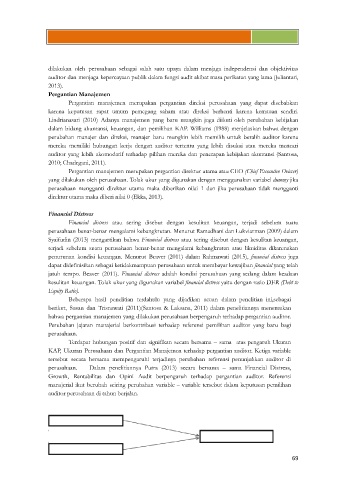 dilakukan oleh perusahaan sebagai salah satu upaya dalam menjaga independensi dan objektivitas
auditor dan menjaga kepercayaan publik dalam fungsi audit akibat masa perikatan yang lama (Juliantari,
2013).
Pergantian Manajemen
Pergantian manajemen merupakan pergantian direksi perusahaan yang dapat disebabkan
karena keputusan rapat umum pemegang saham atau direksi berhenti karena kemauan sendiri.
Lindrianasari (2010) Adanya manajemen yang baru mungkin juga diikuti oleh perubahan kebijakan
dalam bidang akuntansi, keuangan, dan pemilihan KAP. Williams (1988) menjelaskan bahwa dengan
perubahan manajer dan direksi, manajer baru mungkin lebih memilih untuk beralih auditor karena
mereka memiliki hubungan kerja dengan auditor tertentu yang lebih disukai atau mereka mencari
auditor yang lebih akomodatif terhadap pilihan mereka dan penerapan kebijakan akuntansi (Santosa,
2010; Chadegani, 2011).
Pergantian manajemen merupakan pergantian direktur utama atau CEO (Chief Executive Officer)
yang dilakukan oleh perusahaan. Tolak ukur yang digunakan dengan menggunakan variabel dummy jika
perusahaan mengganti direktur utama maka diberikan nilai 1 dan jika perusahaan tidak mengganti
direktur utama maka diberi nilai 0 (Ekka, 2013).
Financial Distress
Financial distress atau sering disebut dengan kesulitan keuangan, terjadi sebelum suatu
perusahaan benar-benar mengalami kebangkrutan. Menurut Ramadhani dan Lukviarman (2009) dalam
Syaifudin (2015) mengartikan bahwa Financial distress atau sering disebut dengan kesulitan keuangan,
terjadi sebelum suatu perusahaan benar-benar mengalami kebangkrutan atau likuiditas dikarenakan
penurunan kondisi keuangan. Menurut Beaver (2011) dalam Rahmawati (2015), financial distress juga
dapat didefinisikan sebagai ketidakmampuan perusahaan untuk membayar kewajiban financial yang telah
jatuh tempo. Beaver (2011). Financial distress adalah kondisi perusahaan yang sedang dalam keadaan
kesulitan keuangan. Tolak ukur yang digunakan variabel financial distress yaitu dengan rasio DER (Debt to
Equity Ratio).
Beberapa hasil penelitian terdahulu yang dijadikan acuan dalam penelitian ini,sebagai
berikut, Susan dan Trisnawati (2011);(Santoso & Laksana, 2011) dalam penelitiannya menemukan
bahwa pergantian manajemen yang dilakukan perusahaan berpengaruh terhadap pergantian auditor.
Perubahan jajaran manajerial berkontribusi terhadap referensi pemilihan auditor yang baru bagi
perusahaan.
Terdapat hubungan positif dan signifikan secara bersama – sama atas pengaruh Ukuran
KAP, Ukuran Perusahaan dan Pergantian Manajemen terhadap pergantian auditor. Ketiga variable
tersebut secara bersama mempengaruhi terjadinya perubahan referensi penunjukkan auditor di
perusahaan. Dalam penelitiannya Putra (2013) secara bersama – sama Financial Distress,
Growth, Rentabilitas dan Opini Audit berpengaruh terhadap pergantian auditor. Referensi
manajerial ikut berubah seiring perubahan variable – variable tersebut dalam keputusan pemilihan
auditor perusahaan di tahun berjalan.
69